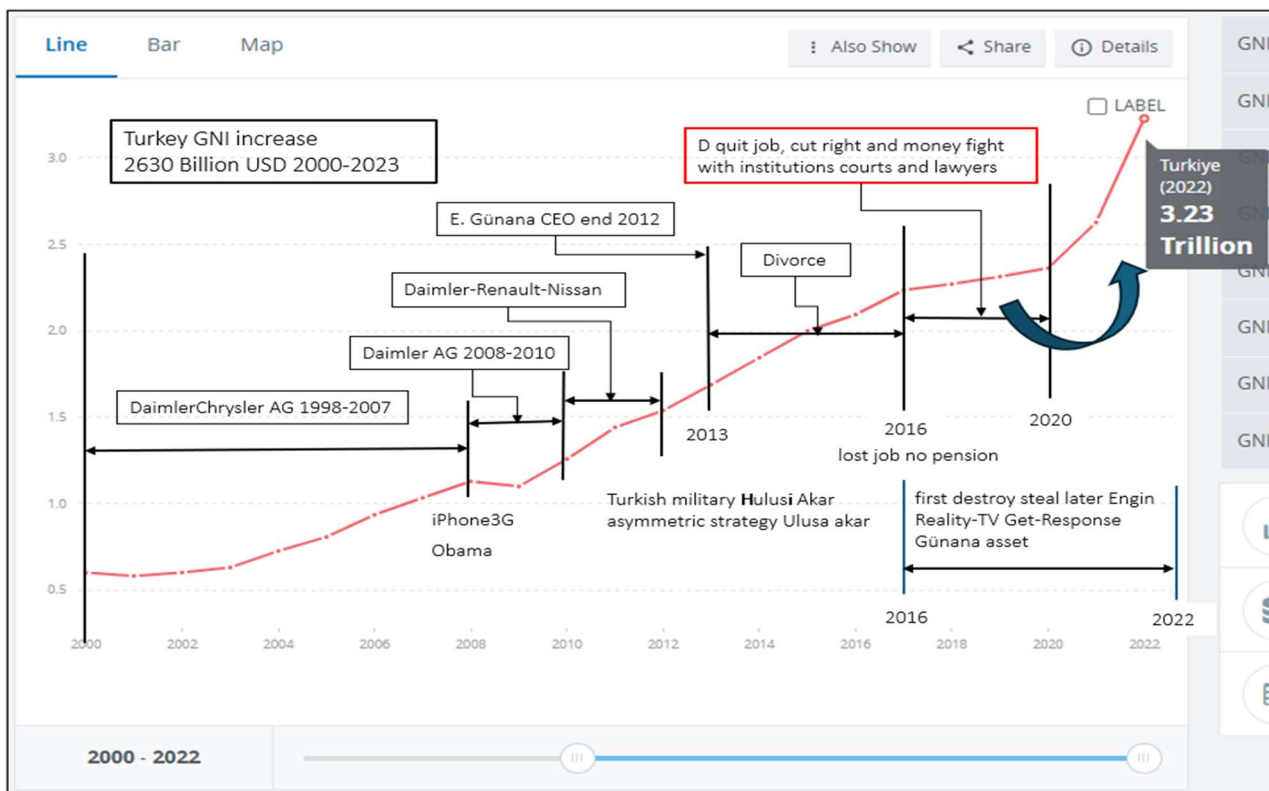 Line Bar Map
Also Show Share Details
GNI
GNI
LABEL
Turkey GNI increase
2630 Billion USD 2000-2023
D quit job, cut right and money fight
with institutions courts and lawyers
Turkiye
(2022)
3.23
Trillion
E. Günana CEO end 2012
Divorce
Daimler-Renault-Nissan
Daimler AG 2008-2010
DaimlerChrysler AG 1998-2007
3.0
2.5
2.0
1.5
1.0
0.5
GNI
GNI
GNI
GNI
2013
2016
2020
lost job no pension
iPhone3G
Obama
Turkish military Hulusi Akar
asymmetric strategy Ulusa akar
first destroy steal later Engin
Reality-TV Get-Response
Günana asset
2016
2022
2000 2002 2004 2006 2008 2010 2012 2014 2016 2018 2020 2022
2000 - 2022